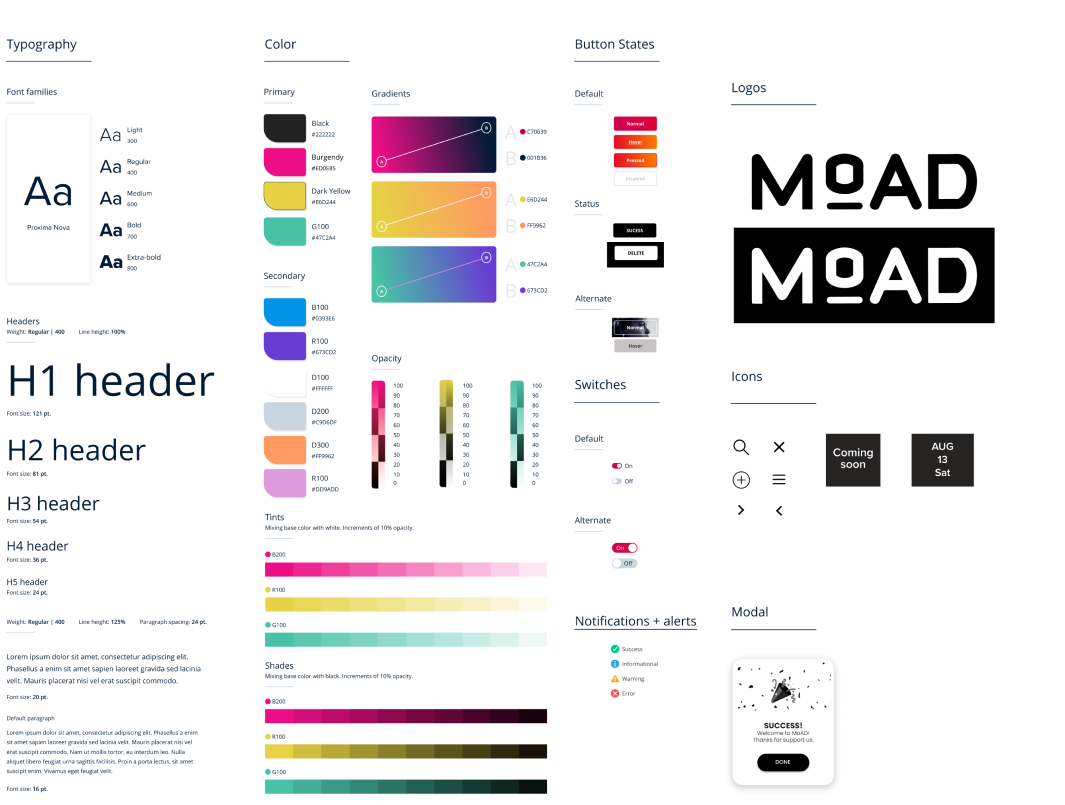 Typography
Font families
Aa
Proxima Nova
Aa Light
300
Aa Regular
400
Aa Medium
600
Aa Bold
700
Aa Extra-bold
800
Headers
Weight: Regular | 400 Line height: 100%
H1 header
Font size: 121 pt.
H2 header
Font size: 81 pt.
H3 header
Font size: 54 pt.
H4 header
Font size: 36 pt.
H5 header
Font size: 24 pt.
Weight: Regular | 400 Line height: 125% Paragraph spacing: 24 pt.
Lorem ipsum dolor sit amet, consectetur adipiscing elit.
Phasellus a enim sit amet sapien laoreet gravida sed lacinia
velit. Mauris placerat nisi vel erat suscipit commodo.
Font size: 20 pt.
Default paragraph
Lorem ipsum dolor sit amet, consectetur adipiscing elit. Phasellus a enim
sit amet sapien laoreet gravida sed lacinia velit. Mauris placerat nisi vel
erat suscipit commodo. Nam ut mollis tortor, eu interdum leo. Nulla
aliquet libero feugiat urna sagittis facilisis. Proin a porta lectus, sit amet
suscipit enim. Vivamus eget feugiat velit.
Font size: 16 pt.
Color
Primary
Black
#222222
Burgendy
#ED0E85
Dark Yellow
#E6D244
G100
#47C2A4
Secondary
B100
#0393E6
R100
#673CD2
D100
#FFFFFF
D200
#C9D6DF
D300
#FF9962
R100
#DD9ADD
Gradients
A
B
A C70039
B 001B36
A
B
A E6D244
B FF9962
A
B
A 47C2A4
B 673CD2
Opacity
100 100 100
90 90 90
80 80 80
70 70 70
60 60 60
50 50 50
40 40 40
30 30 30
20 20 20
10 10 10
0 0 0
Tints
Mixing base color with white. Increments of 10% opacity.
B200
R100
G100
Shades
Mixing base color with black. Increments of 10% opacity.
B200
R100
G100
Button States
Default
Normal
Hover
Pressed
Disabled
Status
SUCESS
DELETE
Alternate
Normal
Hover
Switches
Default
On
Off
Alternate
On
Off
Notifications + alerts
Success
Informational
Warning
Error
Logos
MOAD
MOAD
Icons
Coming
soon
AUG
13
Sat
Modal
SUCCESS!
Welcome to MoAD!
Thanks for support us.
DONE